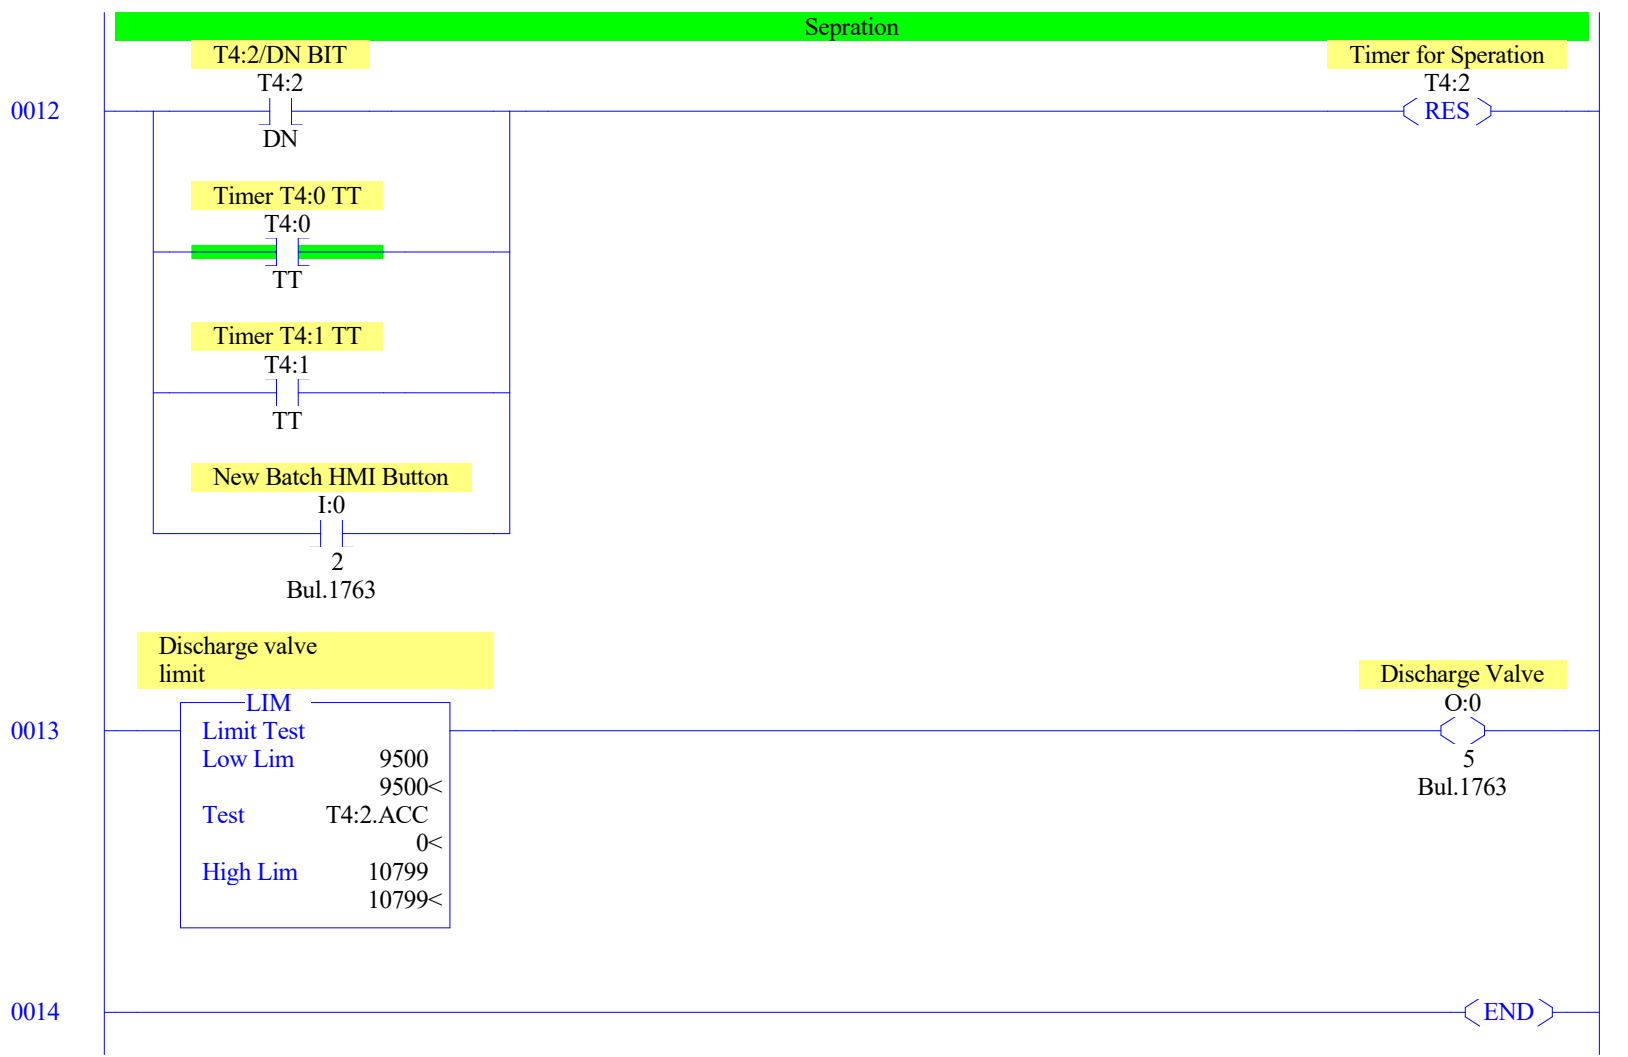 Sepration
T4:2/DN BIT
Timer for Speration
T4:2
T4:2
0012
RES
DN
Timer T4:0 TT
T4:0
TT
Timer T4:1 TT
T4:1
TT
New Batch HMI Button
I:0
2
Bul.1763
Discharge valve
limit
Discharge Valve
LIM
O:0
0013
Limit Test
Low Lim 9500
5
9500<
Bul.1763
Test T4:2.ACC
0<
High Lim 10799
10799<
0014
END